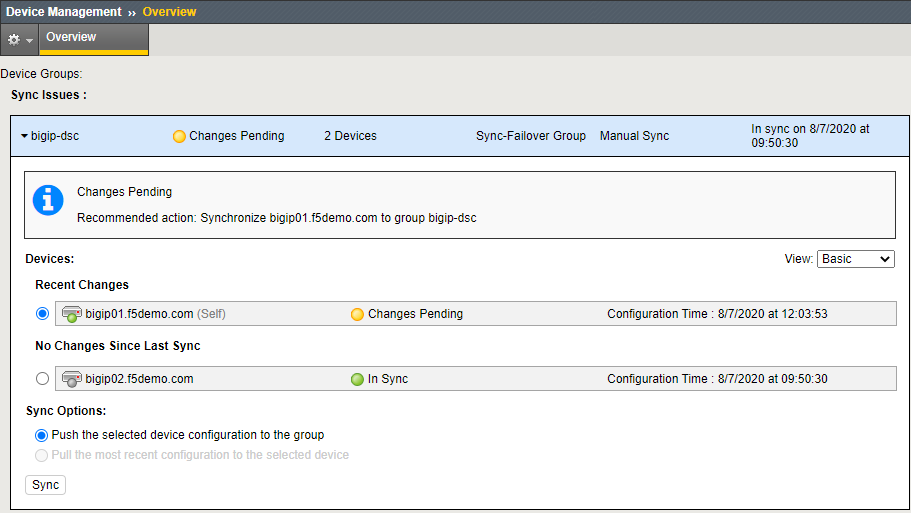 Device Management ›› Overview
Overview
Device Groups:
Sync Issues :
bigip-dsc Changes Pending 2 Devices Sync-Failover Group Manual Sync In sync on 8/7/2020 at
09:50:30
Changes Pending
Recommended action: Synchronize bigip01.f5demo.com to group bigip-dsc
Devices: View: Basic
Recent Changes
bigip01.f5demo.com (Self) Changes Pending Configuration Time : 8/7/2020 at 12:03:53
No Changes Since Last Sync
bigip02.f5demo.com In Sync Configuration Time : 8/7/2020 at 09:50:30
Sync Options:
Push the selected device configuration to the group
Pull the most recent configuration to the selected device
Sync